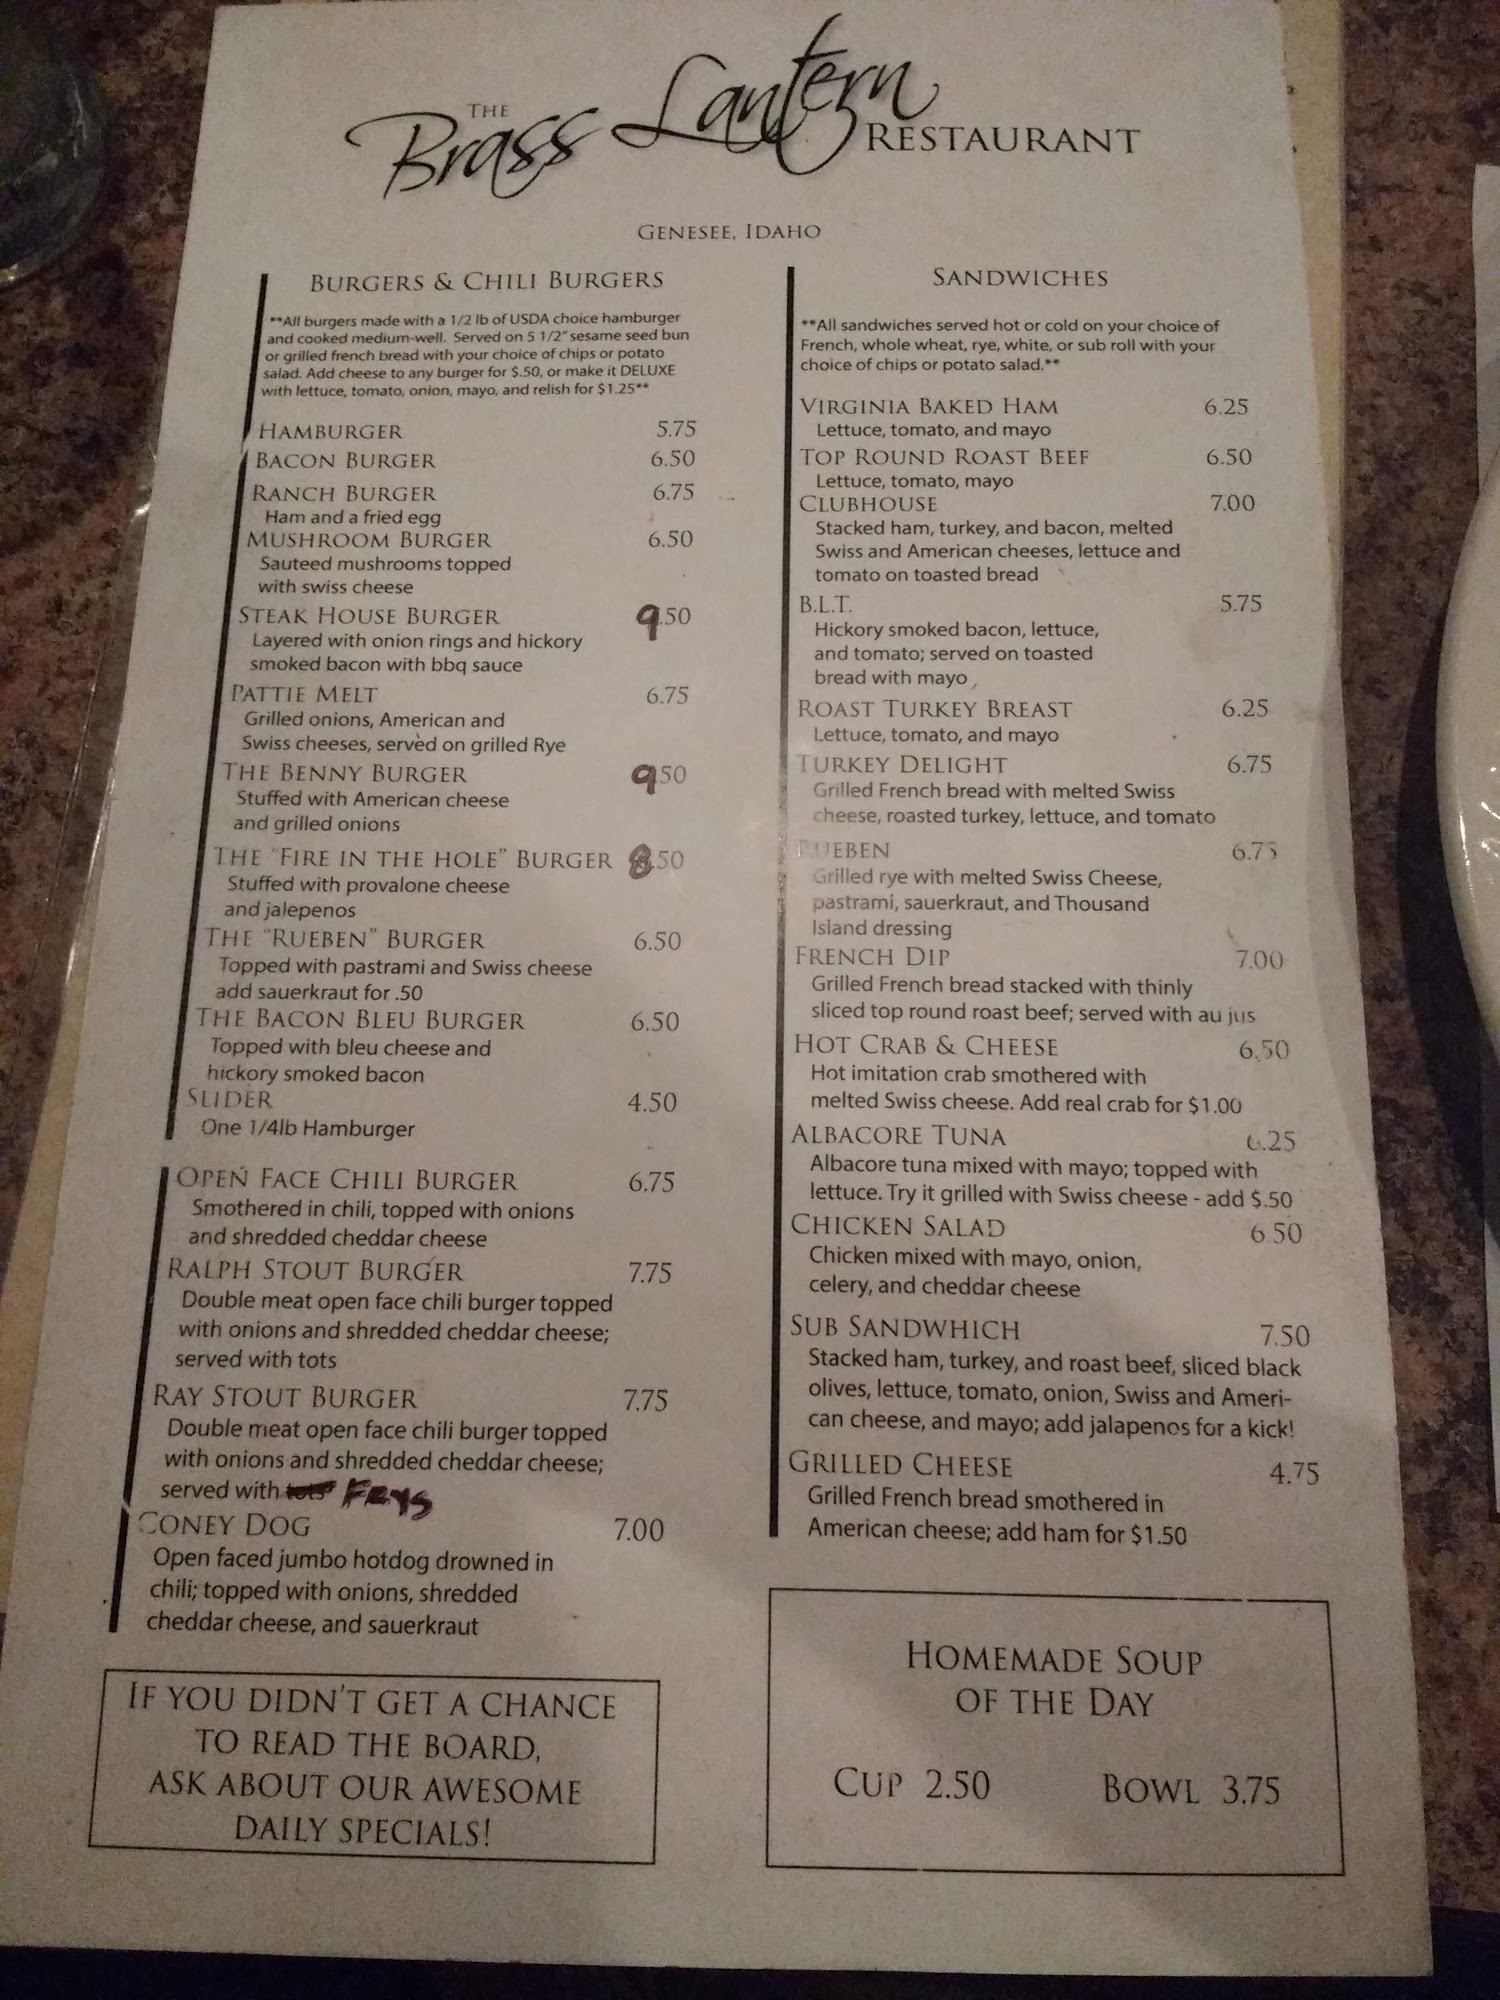 THE
Brass Lantern
RESTAURANT
GENESEE, IDAHO
BURGERS & CHILI BURGERS
**All burgers made with a 1/2 lb of USDA choice hamburger
and cooked medium-well. Served on 5 1/2" sesame seed bun
or grilled french bread with your choice of chips or potato
salad. Add cheese to any burger for $.50, or make it DELUXE
with lettuce, tomato, onion, mayo, and relish for $1.25**
HAMBURGER 5.75
BACON BURGER 6.50
RANCH BURGER 6.75
Ham and a fried egg
MUSHROOM BURGER 6.50
Sauteed mushrooms topped
with swiss cheese
STEAK HOUSE BURGER 9.50
Layered with onion rings and hickory
smoked bacon with bbq sauce
PATTIE MELT 6.75
Grilled onions, American and
Swiss cheeses, served on grilled Rye
THE BENNY BURGER 9.50
Stuffed with American cheese
and grilled onions
THE "FIRE IN THE HOLE" BURGER 8.50
Stuffed with provalone cheese
and jalepenos
THE "RUEBEN" BURGER 6.50
Topped with pastrami and Swiss cheese
add sauerkraut for .50
THE BACON BLEU BURGER 6.50
Topped with bleu cheese and
hickory smoked bacon
SLIDER 4.50
One 1/4lb Hamburger
OPEN FACE CHILI BURGER 6.75
Smothered in chili, topped with onions
and shredded cheddar cheese
RALPH STOUT BURGER 7.75
Double meat open face chili burger topped
with onions and shredded cheddar cheese;
served with tots
RAY STOUT BURGER 7.75
Double meat open face chili burger topped
with onions and shredded cheddar cheese;
served with tots FRYS
CONEY DOG 7.00
Open faced jumbo hotdog drowned in
chili; topped with onions, shredded
cheddar cheese, and sauerkraut
IF YOU DIDN'T GET A CHANCE
TO READ THE BOARD,
ASK ABOUT OUR AWESOME
DAILY SPECIALS!
SANDWICHES
**All sandwiches served hot or cold on your choice of
French, whole wheat, rye, white, or sub roll with your
choice of chips or potato salad.**
VIRGINIA BAKED HAM 6.25
Lettuce, tomato, and mayo
TOP ROUND ROAST BEEF 6.50
Lettuce, tomato, mayo
CLUBHOUSE 7.00
Stacked ham, turkey, and bacon, melted
Swiss and American cheeses, lettuce and
tomato on toasted bread
B.L.T. 5.75
Hickory smoked bacon, lettuce,
and tomato; served on toasted
bread with mayo
ROAST TURKEY BREAST 6.25
Lettuce, tomato, and mayo
TURKEY DELIGHT 6.75
Grilled French bread with melted Swiss
cheese, roasted turkey, lettuce, and tomato
RUEBEN 6.75
Grilled rye with melted Swiss Cheese,
pastrami, sauerkraut, and Thousand
Island dressing
FRENCH DIP 7.00
Grilled French bread stacked with thinly
sliced top round roast beef; served with au jus
HOT CRAB & CHEESE 6.50
Hot imitation crab smothered with
melted Swiss cheese. Add real crab for $1.00
ALBACORE TUNA 6.25
Albacore tuna mixed with mayo; topped with
lettuce. Try it grilled with Swiss cheese - add $.50
CHICKEN SALAD 6.50
Chicken mixed with mayo, onion,
celery, and cheddar cheese
SUB SANDWHICH 7.50
Stacked ham, turkey, and roast beef, sliced black
olives, lettuce, tomato, onion, Swiss and Ameri-
can cheese, and mayo; add jalapenos for a kick!
GRILLED CHEESE 4.75
Grilled French bread smothered in
American cheese; add ham for $1.50
HOMEMADE SOUP
OF THE DAY
CUP 2.50 BOWL 3.75